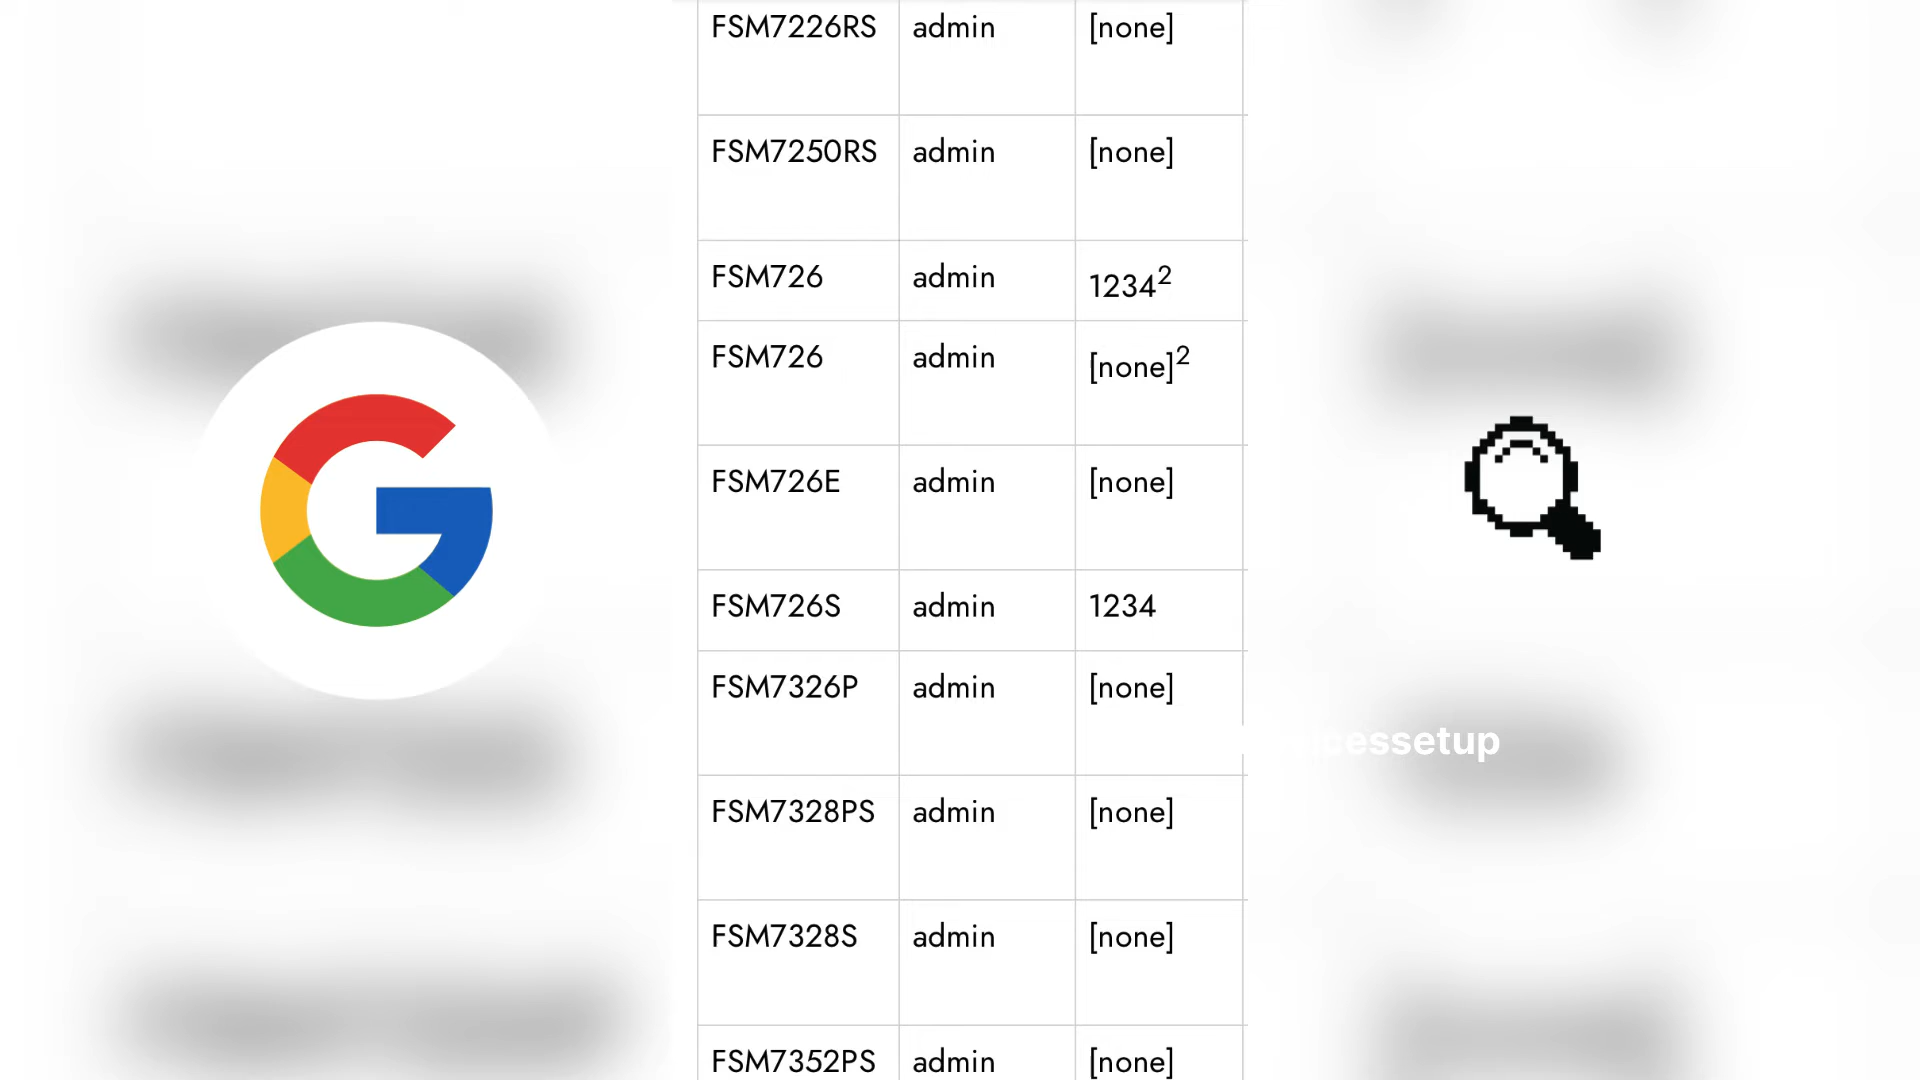 FSM7226RS admin [none]
FSM7250RS admin [none]
FSM726 admin 1234²
FSM726 admin [none]²
FSM726E admin [none]
FSM726S admin 1234
FSM7326P admin [none]
cessetup
FSM7328PS admin [none]
FSM7328S admin [none]
FSM7352PS admin [none]